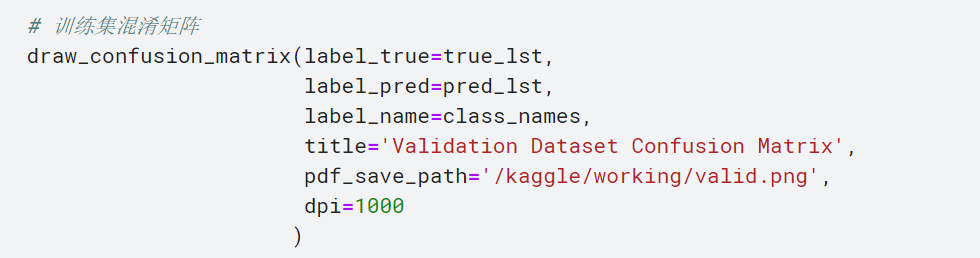 # 训练集混淆矩阵
draw_confusion_matrix(label_true=true_lst,
label_pred=pred_lst,
label_name=class_names,
title='Validation Dataset Confusion Matrix',
pdf_save_path='/kaggle/working/valid.png',
dpi=1000
)